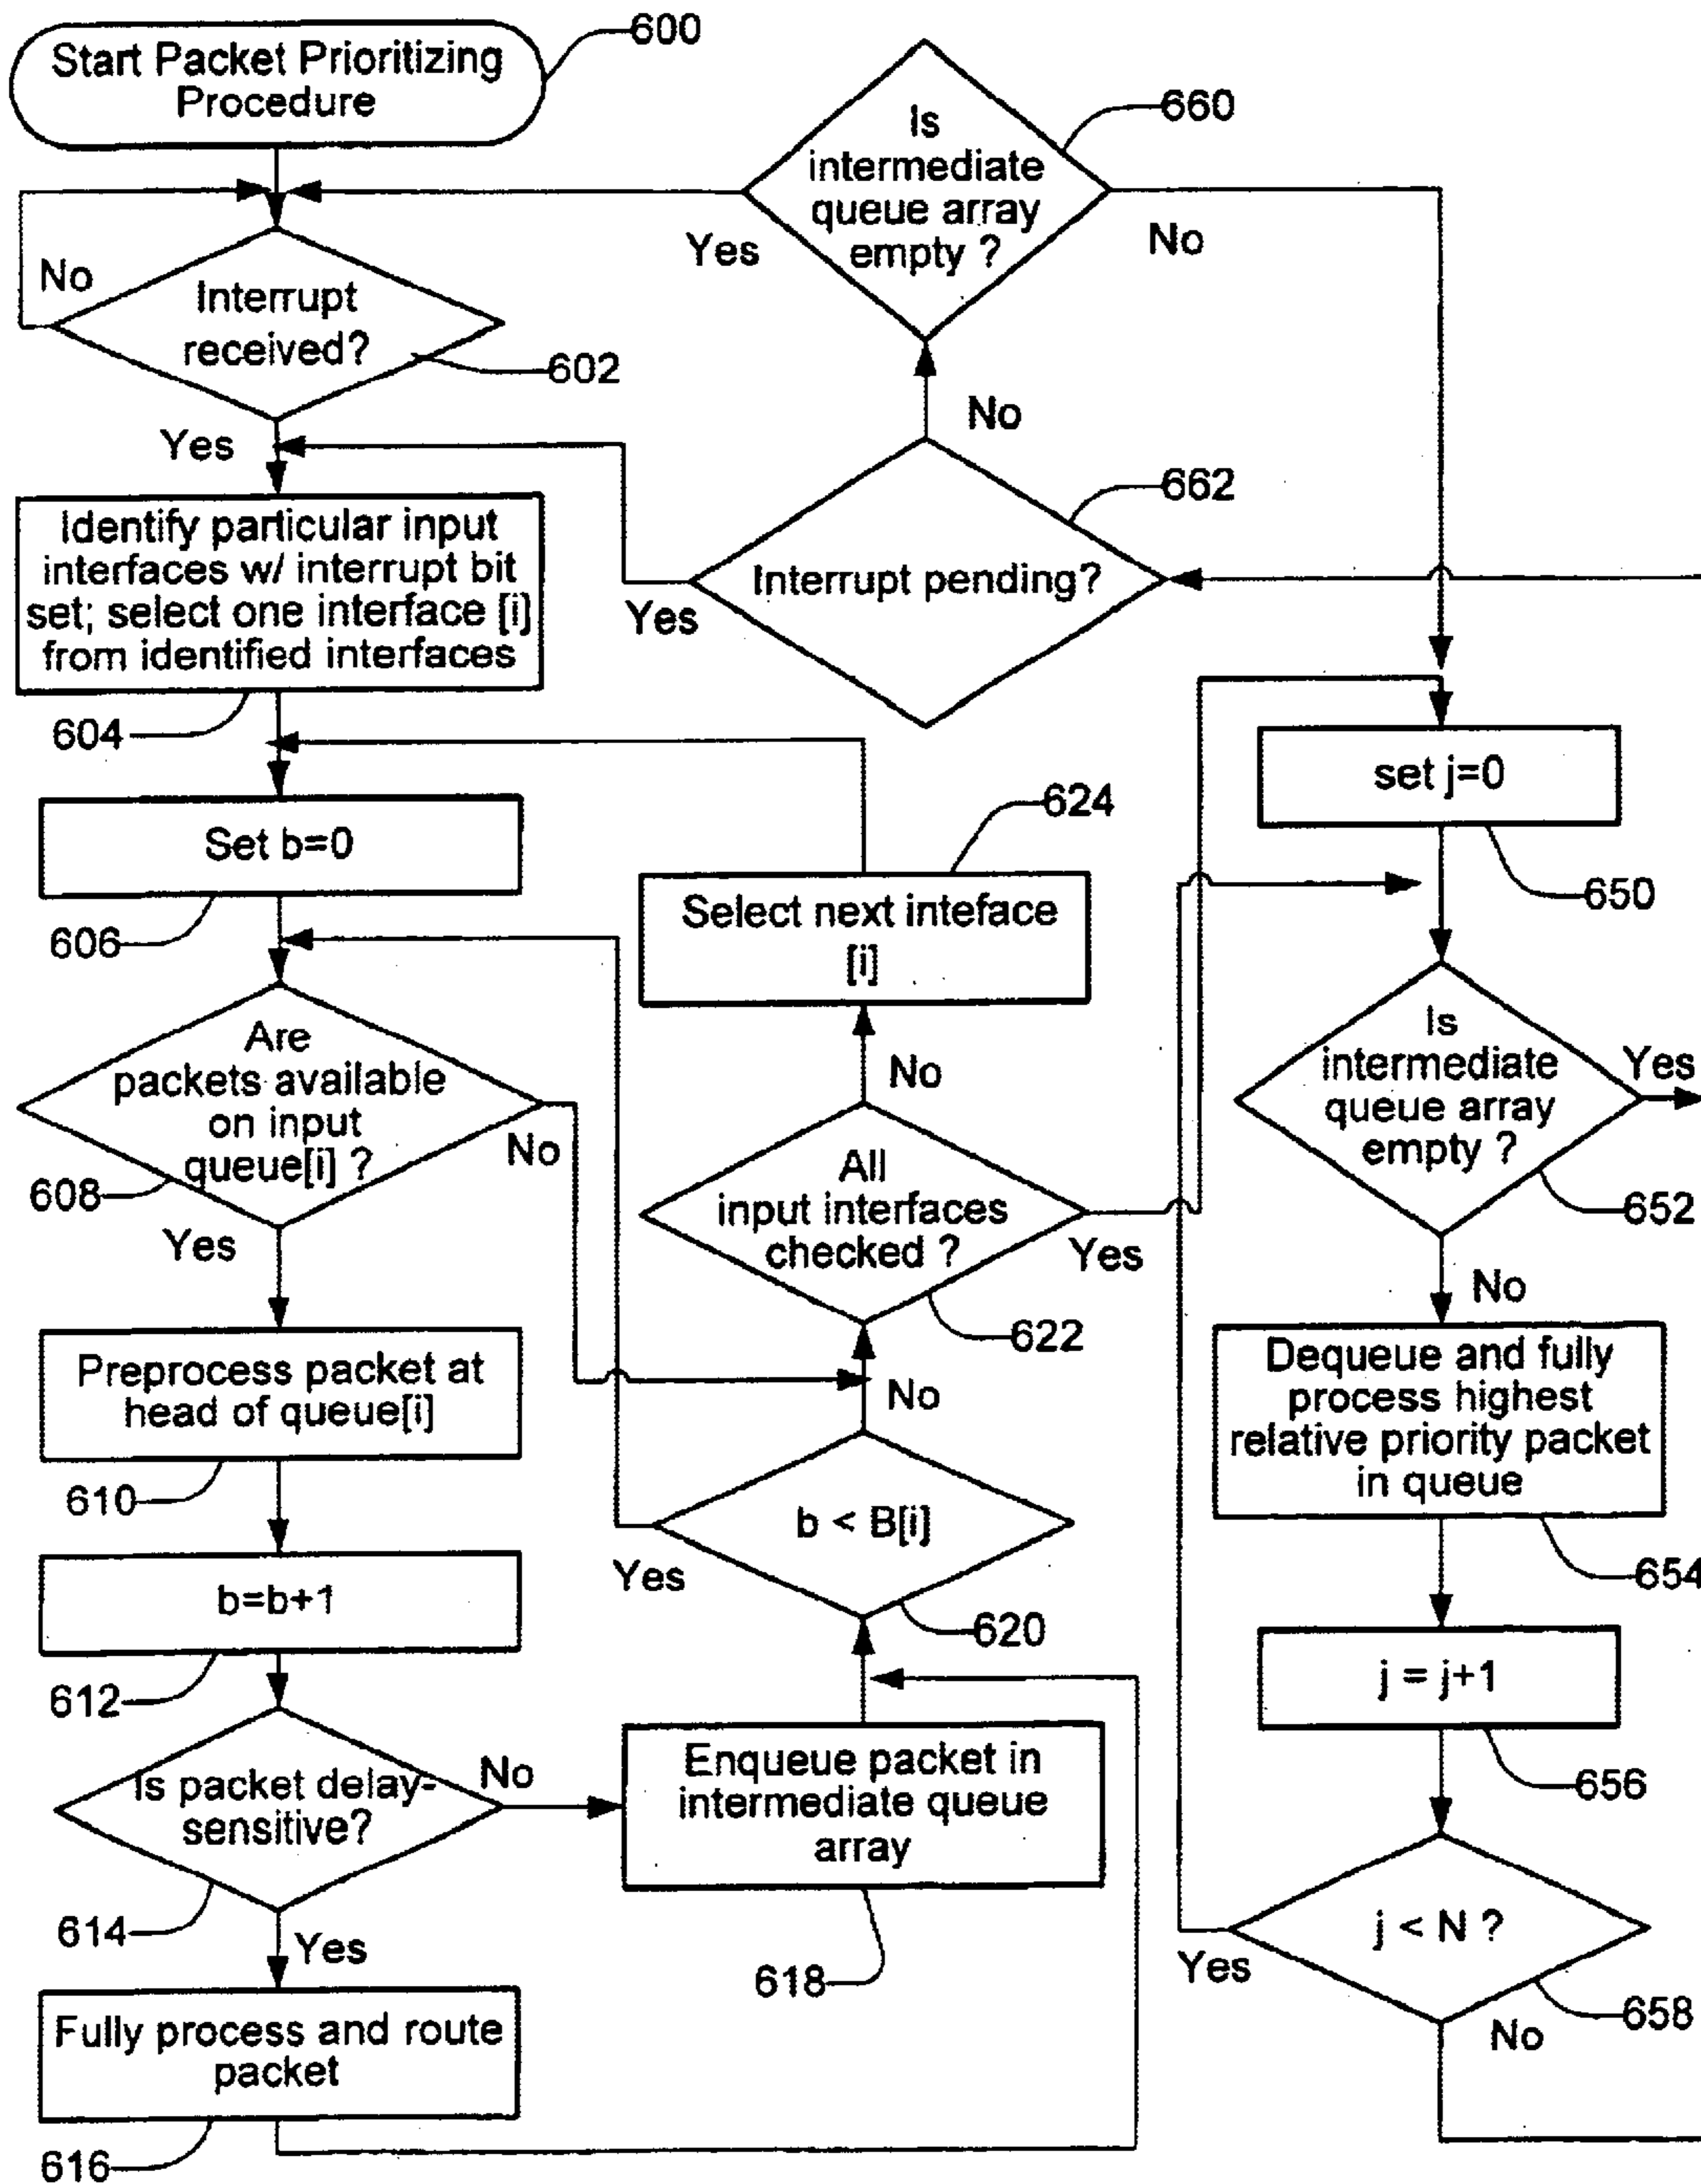 Start Packet Prioritizing
Procedure
600
Is
intermediate
queue array
empty ?
660
Yes
No
No
Interrupt
received?
602
Yes
No
Identify particular input
interfaces w/ interrupt bit
set; select one interface [i]
from identified interfaces
604
Interrupt pending?
662
Yes
set j=0
650
Set b=0
606
Select next inteface
[i]
624
Are
packets available
on input
queue[i] ?
608
No
Yes
All
input interfaces
checked ?
622
No
Yes
Is
intermediate
queue array
empty ?
652
Yes
No
Preprocess packet at
head of queue[i]
610
No
b < B[i]
620
Yes
Dequeue and fully
process highest
relative priority packet
in queue
654
b=b+1
612
j = j+1
656
Is packet delay-
sensitive?
614
No
Yes
Enqueue packet in
intermediate queue
array
618
j < N ?
658
Yes
No
Fully process and route
packet
616